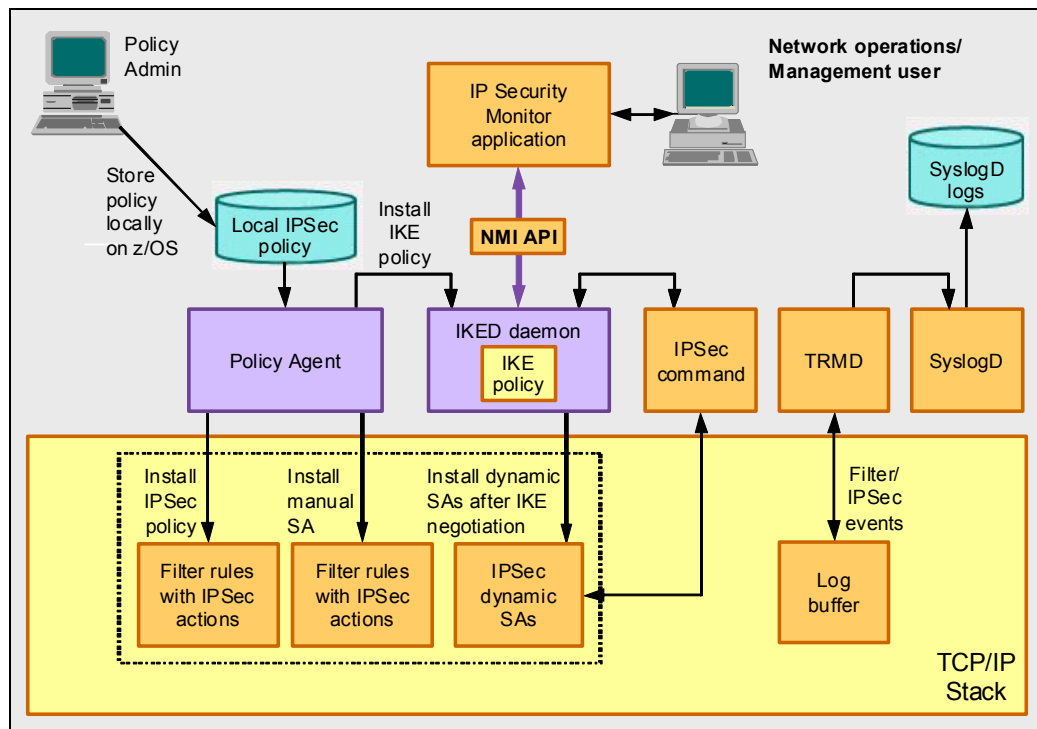 Policy
Admin
Network operations/
Management user
IP Security
Monitor
application
SyslogD
logs
Store
policy
locally
on z/OS
Local IPSec
policy
Install
IKE
policy
NMI API
Policy Agent
IKED daemon
IKE
policy
IPSec
command
TRMD
SyslogD
Install
IPSec
policy
Install
manual
SA
Install dynamic
SAs after IKE
negotiation
Filter/
IPSec
events
Filter rules
with IPSec
actions
Filter rules
with IPSec
actions
IPSec
dynamic
SAs
Log
buffer
TCP/IP
Stack